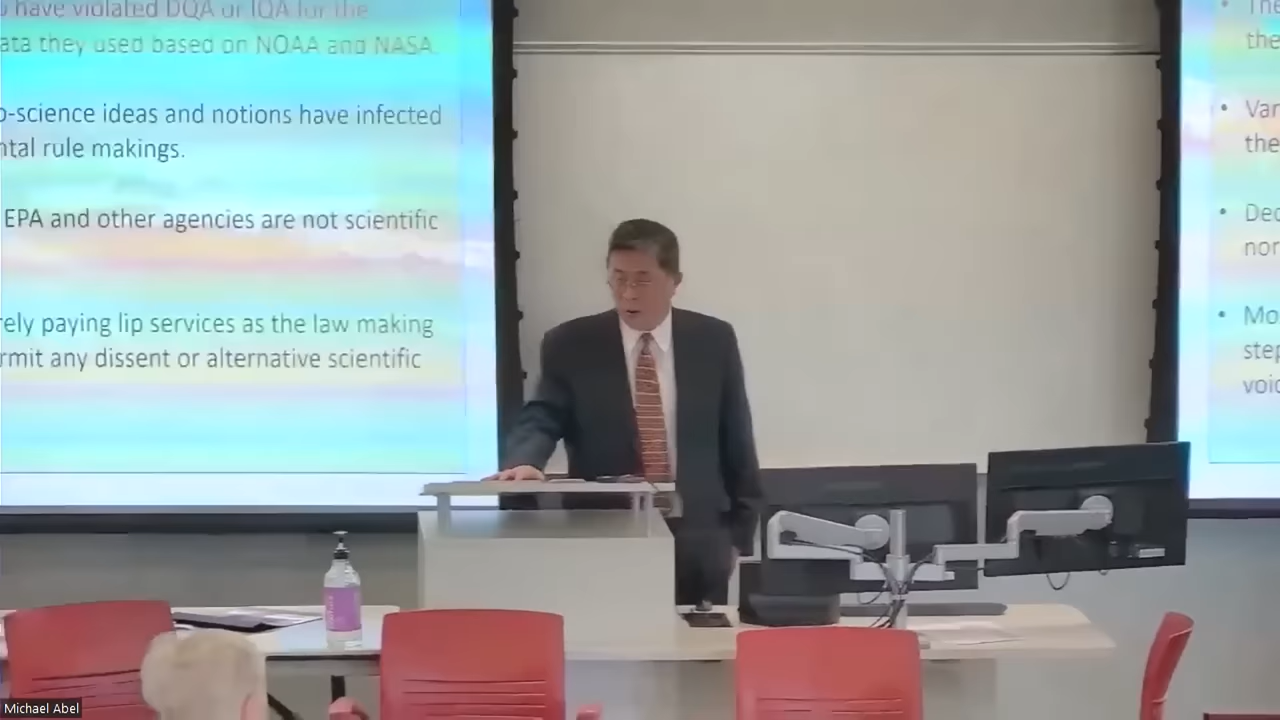 have violated DQA or IQA for the
ata they used based on NOAA and NASA.
o-science ideas and notions have infected
ntal rule makings.
EPA and other agencies are not scientific
rely paying lip services as the law making
rmit any dissent or alternative scientific
• The
the
• Var
the
• Dec
nor
• Mo
step
voic
Michael Abel